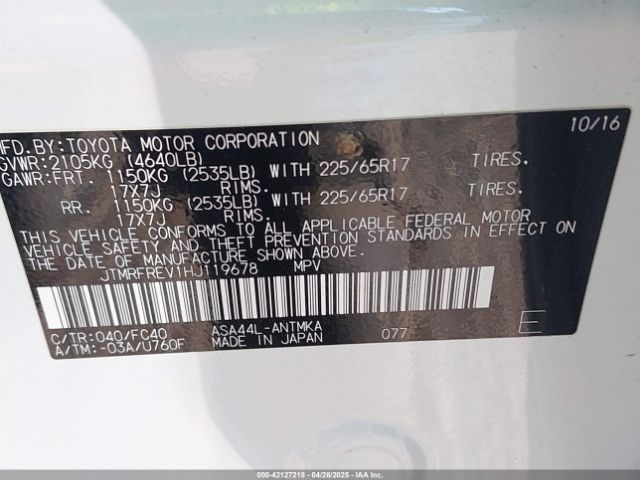 10/16
MFD.BY:TOYOTA MOTOR CORPORATION
GVWR:2105KG (4640LB)
GAWR:FRT. 1150KG (2535LB) WITH 225/65R17 TIRES.
17X7J RIMS.
RR. 1150KG (2535LB) WITH 225/65R17 TIRES.
17X7J RIMS.
THIS VEHICLE CONFORMS TO ALL APPLICABLE FEDERAL MOTOR
VEHICLE SAFETY AND THEFT PREVENTION STANDARDS IN EFFECT ON
THE DATE OF MANUFACTURE SHOWN ABOVE.
JTMRFREV1HJ119678 MPV
C/TR:040/FC40 ASA44L-ANTMKA
A/TM:-03A/U760F MADE IN JAPAN 077 E
000-42127218 - 04/28/2025 - IAA Inc.